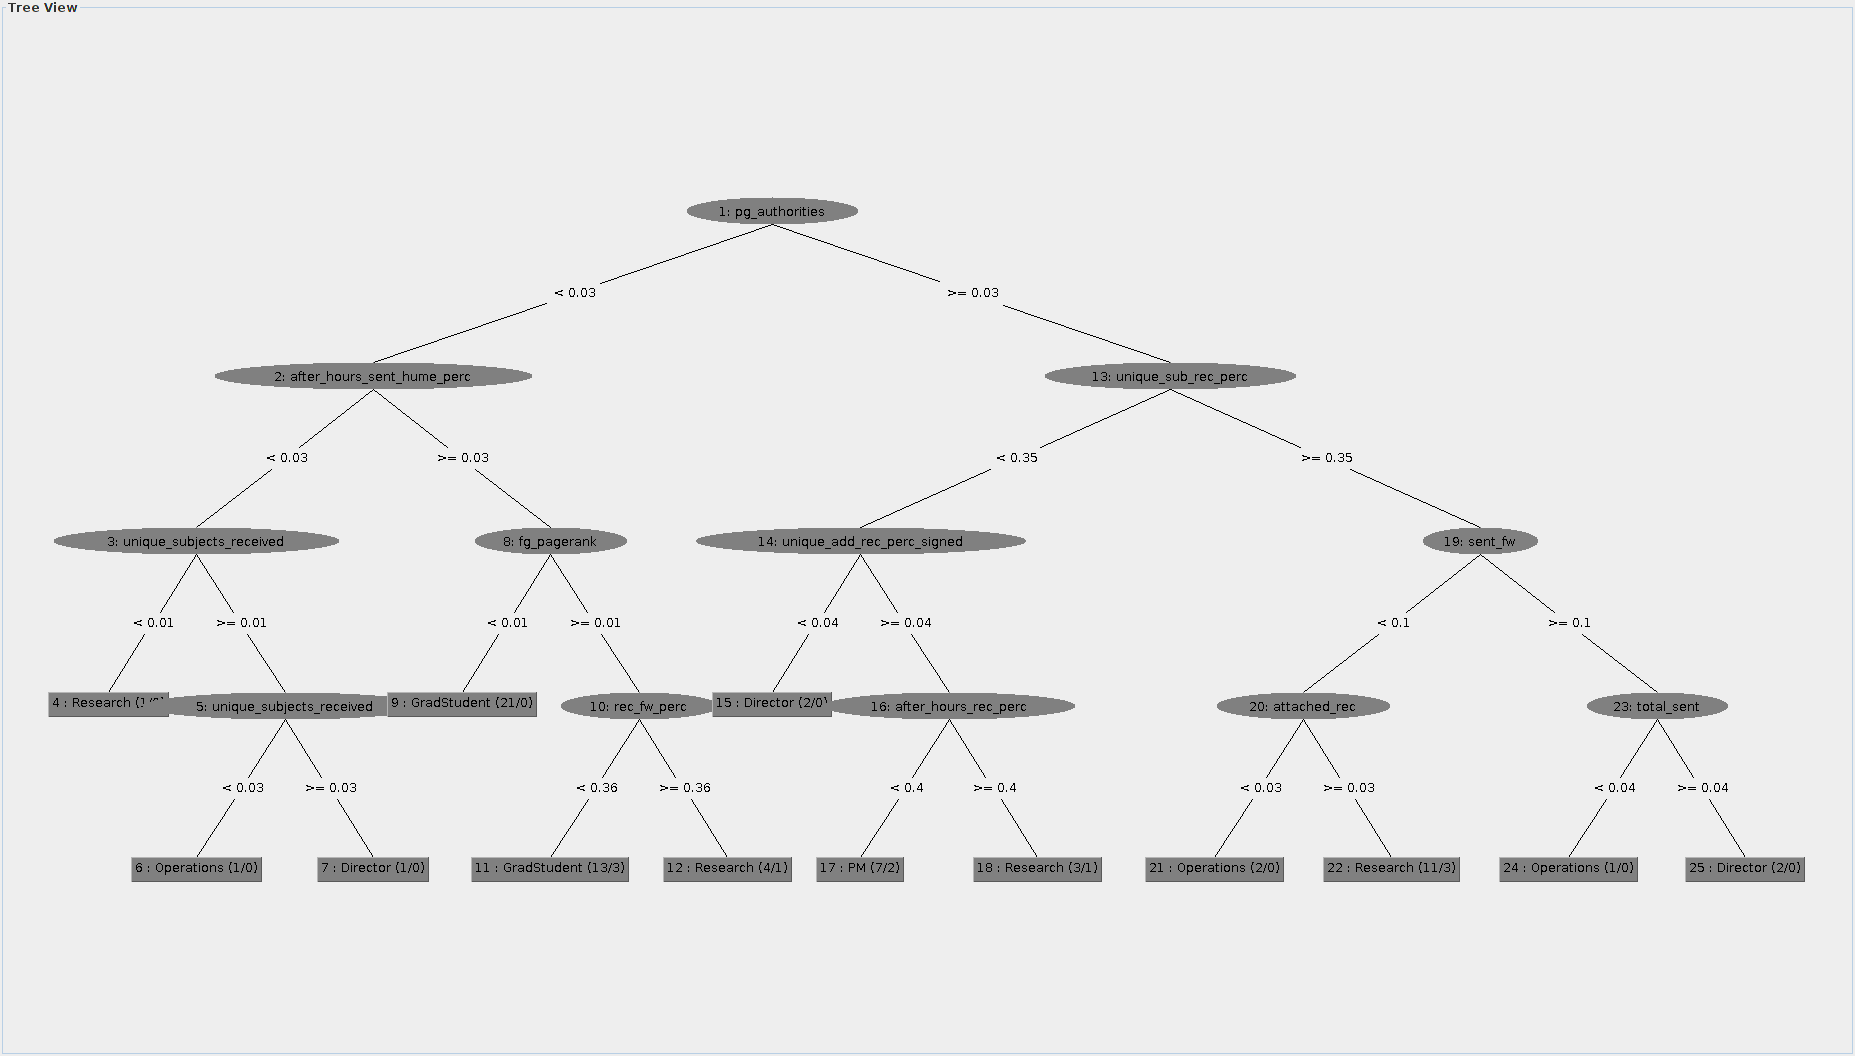 Tree View
1: pg_authorities
< 0.03
>= 0.03
2: after_hours_sent_hume_perc
13: unique_sub_rec_perc
< 0.03
>= 0.03
< 0.35
>= 0.35
3: unique_subjects_received
8: fg_pagerank
14: unique_add_rec_perc_signed
19: sent_fw
< 0.01
>= 0.01
< 0.01
>= 0.01
< 0.04
>= 0.04
< 0.1
>= 0.1
4 : Research
5: unique_subjects_received
9 : GradStudent (21/0)
10: rec_fw_perc
15 : Director (2/0)
16: after_hours_rec_perc
20: attached_rec
23: total_sent
< 0.03
>= 0.03
< 0.36
>= 0.36
< 0.4
>= 0.4
< 0.03
>= 0.03
< 0.04
>= 0.04
6 : Operations (1/0)
7 : Director (1/0)
11 : GradStudent (13/3)
12 : Research (4/1)
17 : PM (7/2)
18 : Research (3/1)
21 : Operations (2/0)
22 : Research (11/3)
24 : Operations (1/0)
25 : Director (2/0)